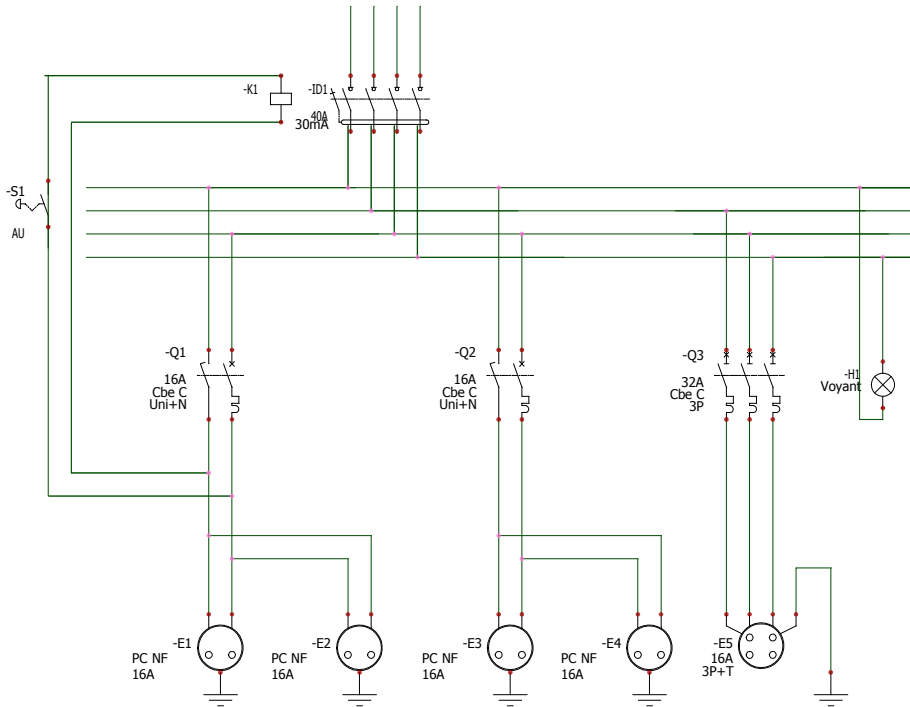 -K1
-ID1
40A
30mA
-S1
AU
-Q1
16A
Cbe C
Uni+N
-Q2
16A
Cbe C
Uni+N
-Q3
32A
Cbe C
3P
-H1
Voyant
-E1
PC NF
16A
-E2
PC NF
16A
-E3
PC NF
16A
-E4
PC NF
16A
-E5
16A
3P+T